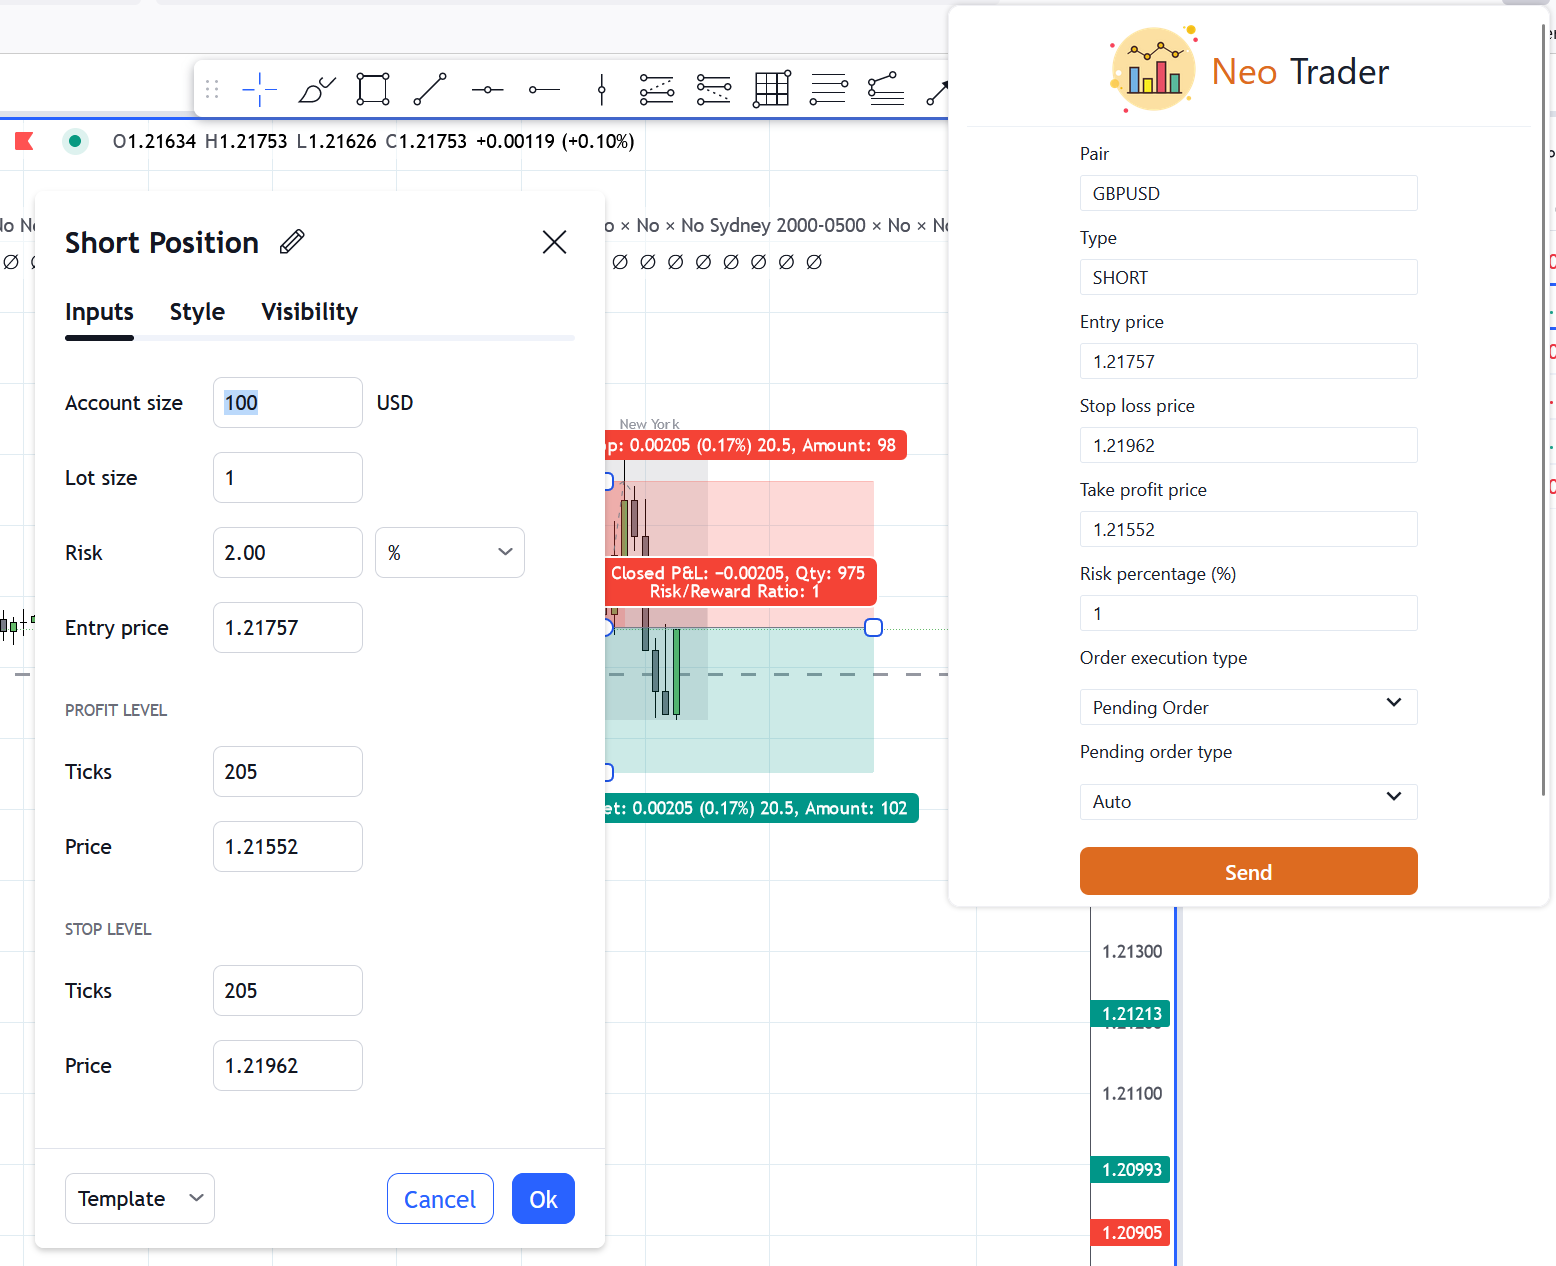 O1.21634 H1.21753 L1.21626 C1.21753 +0.00119 (+0.10%)
× No × No Sydney 2000-0500 × No ×
Short Position
Inputs Style Visibility
Account size 100 USD
Lot size 1
Risk 2.00 %
Entry price 1.21757
PROFIT LEVEL
Ticks 205
Price 1.21552
STOP LEVEL
Ticks 205
Price 1.21962
Template Cancel Ok
New York
0.00205 (0.17%) 20.5, Amount: 98
Closed P&L: −0.00205, Qty: 975
Risk/Reward Ratio: 1
0.00205 (0.17%) 20.5, Amount: 102
Neo Trader
Pair
GBPUSD
Type
SHORT
Entry price
1.21757
Stop loss price
1.21962
Take profit price
1.21552
Risk percentage (%)
1
Order execution type
Pending Order
Pending order type
Auto
Send
1.21300
1.21213
1.21100
1.20993
1.20905